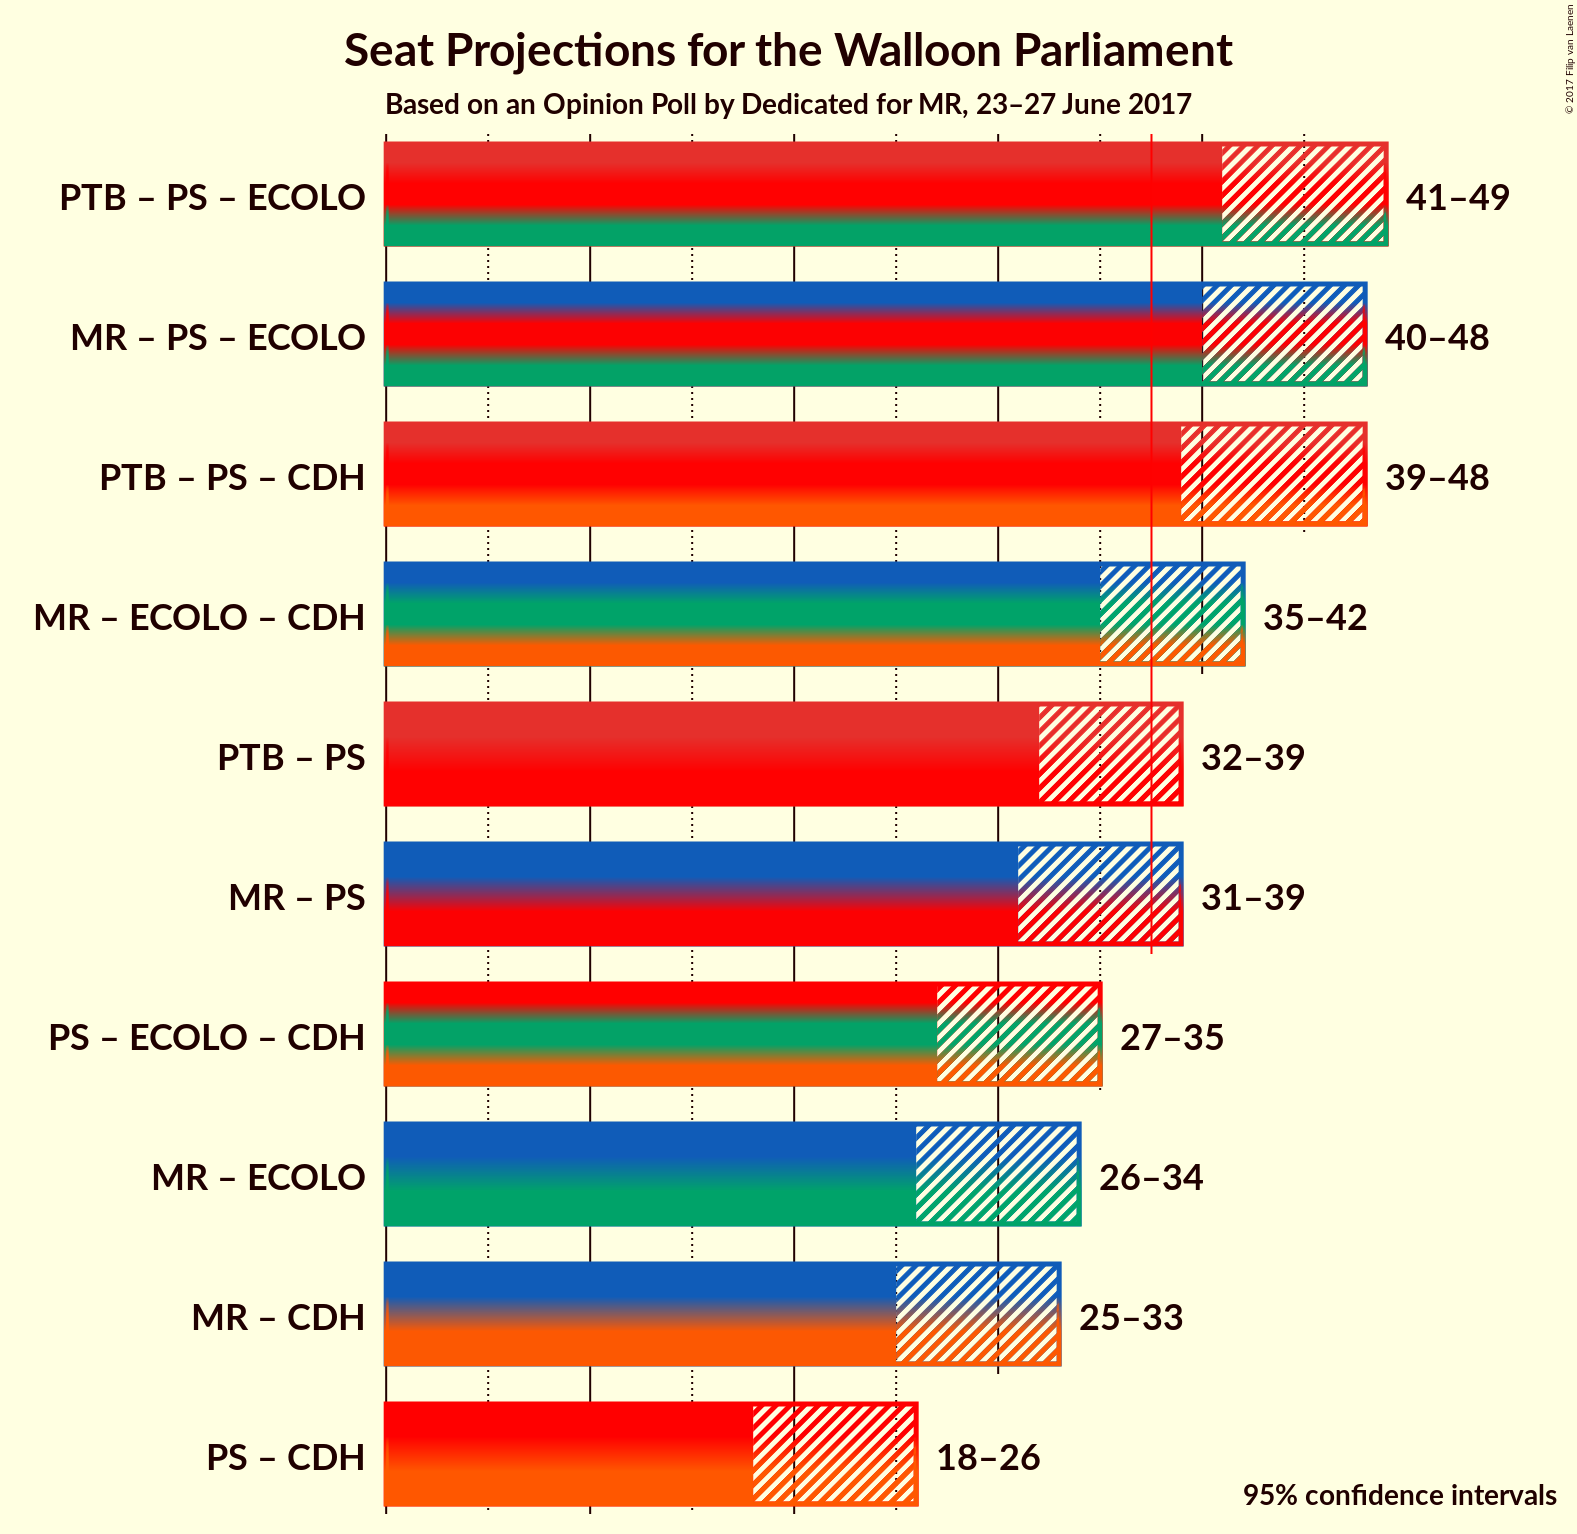 Seat Projections for the Walloon Parliament
Based on an Opinion Poll by Dedicated for MR, 23–27 June 2017
© 2017 Filip van Laenen
PTB – PS – ECOLO 41–49
MR – PS – ECOLO 40–48
PTB – PS – CDH 39–48
MR – ECOLO – CDH 35–42
PTB – PS 32–39
MR – PS 31–39
PS – ECOLO – CDH 27–35
MR – ECOLO 26–34
MR – CDH 25–33
PS – CDH 18–26
95% confidence intervals